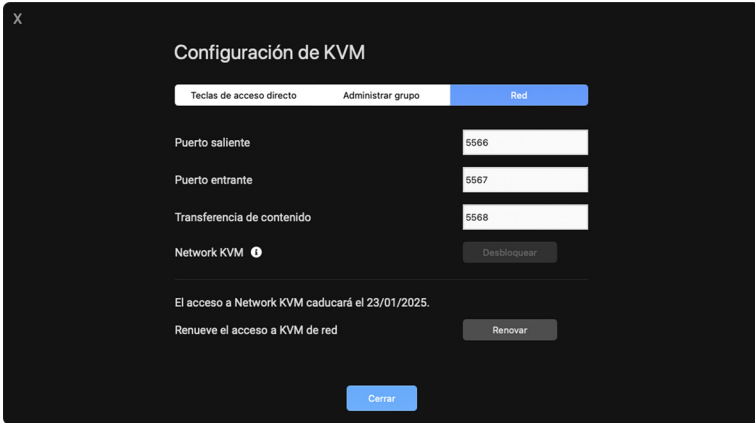 X
Configuración de KVM
Teclas de acceso directo Administrar grupo Red
Puerto saliente 5566
Puerto entrante 5567
Transferencia de contenido 5568
Network KVM Desbloquear
El acceso a Network KVM caducará el 23/01/2025.
Renueve el acceso a KVM de red Renovar
Cerrar